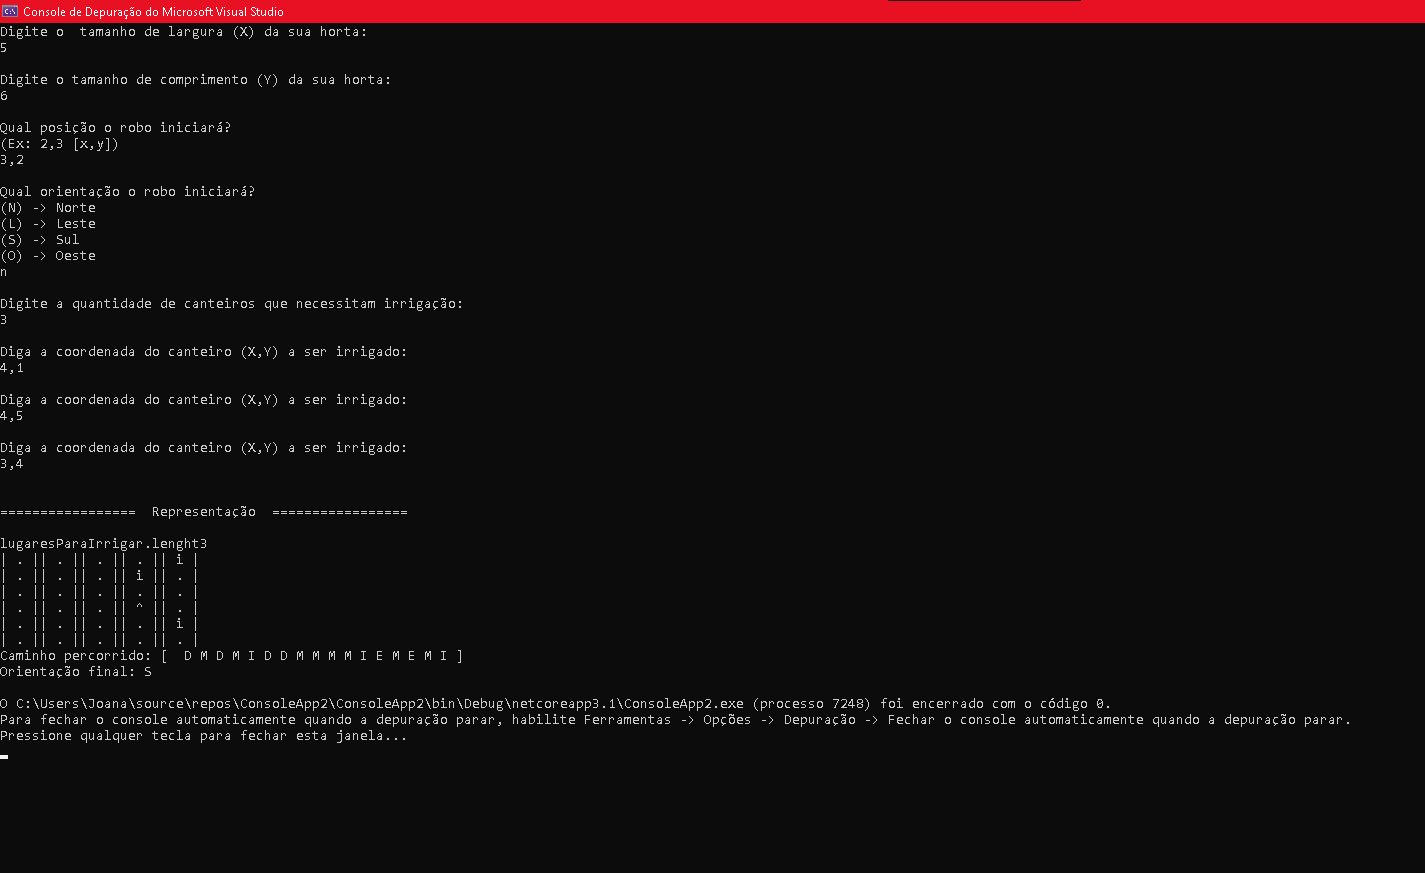 Console de Depuração do Microsoft Visual Studio
Digite o  tamanho de largura (X) da sua horta:
5
Digite o tamanho de comprimento (Y) da sua horta:
6
Qual posição o robo iniciará?
(Ex: 2,3 [x,y])
3,2
Qual orientação o robo iniciará?
(N) -> Norte
(L) -> Leste
(S) -> Sul
(O) -> Oeste
n
Digite a quantidade de canteiros que necessitam irrigação:
3
Diga a coordenada do canteiro (X,Y) a ser irrigado:
4,1
Diga a coordenada do canteiro (X,Y) a ser irrigado:
4,5
Diga a coordenada do canteiro (X,Y) a ser irrigado:
3,4
=================  Representação  =================
lugaresParaIrrigar.lenght3
| . || . || . || . || i |
| . || . || . || i || . |
| . || . || . || . || . |
| . || . || . || ^ || . |
| . || . || . || . || i |
| . || . || . || . || . |
Caminho percorrido: [  D M D M I D D M M M M I E M E M I ]
Orientação final: S
O C:\Users\Joana\source\repos\ConsoleApp2\ConsoleApp2\bin\Debug\netcoreapp3.1\ConsoleApp2.exe (processo 7248) foi encerrado com o código 0.
Para fechar o console automaticamente quando a depuração parar, habilite Ferramentas -> Opções -> Depuração -> Fechar o console automaticamente quando a depuração parar.
Pressione qualquer tecla para fechar esta janela...